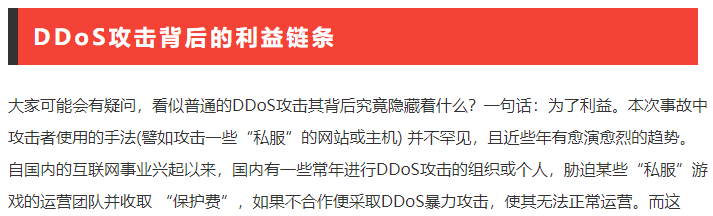 DDoS攻击背后的利益链条
大家可能会有疑问，看似普通的DDoS攻击其背后究竟隐藏着什么？一句话：为了利益。本次事故中
攻击者使用的手法(譬如攻击一些“私服”的网站或主机) 并不罕见，且近些年有愈演愈烈的趋势。
自国内的互联网事业兴起以来，国内有一些常年进行DDoS攻击的组织或个人，胁迫某些“私服”游
戏的运营团队并收取 “保护费”，如果不合作便采取DDoS暴力攻击，使其无法正常运营。而这